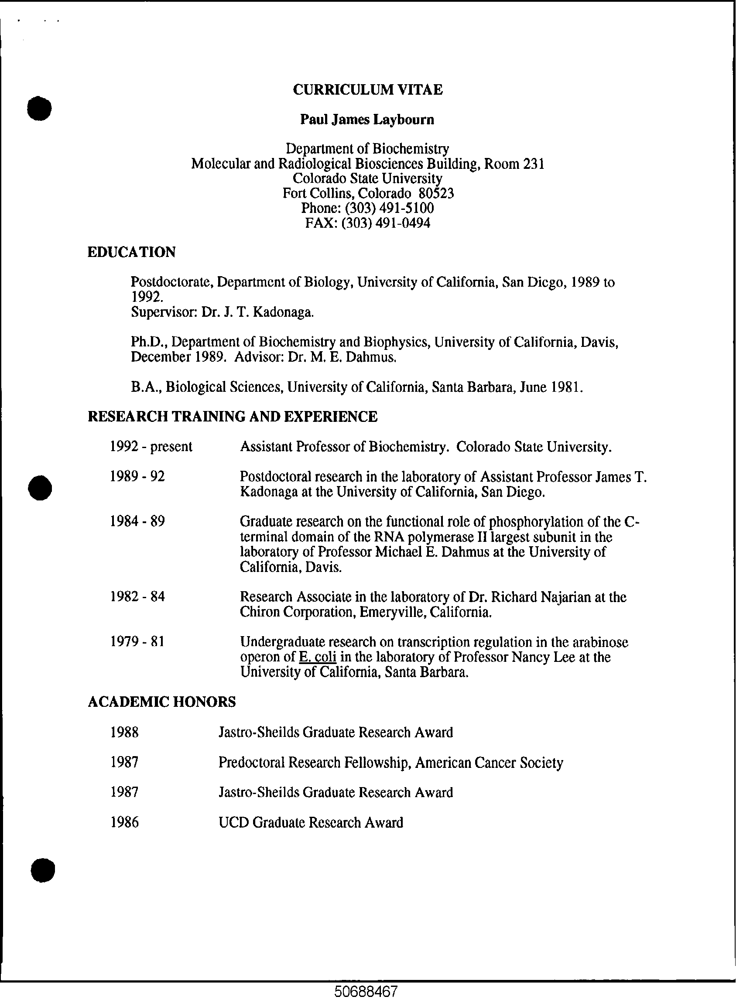 CURRICULUM VITAE
Paul James Laybourn
Department of Biochemistry
Molecular and Radiological Biosciences Building, Room 231
Colorado State University
Fort Collins, Colorado 80523
Phone: (303) 491-5100
FAX: (303) 491-0494
EDUCATION
Postdoctorate, Department of Biology, University of California, San Diego, 1989 to
1992.
Supervisor: Dr. J. T. Kadonaga.
Ph.D., Department of Biochemistry and Biophysics, University of California, Davis,
December 1989. Advisor: Dr. M. E. Dahmus.
B.A., Biological Sciences, University of California, Santa Barbara, June 1981.
RESEARCH TRAINING AND EXPERIENCE
1992 - present Assistant Professor of Biochemistry. Colorado State University.
1989 - 92 Postdoctoral research in the laboratory of Assistant Professor James T.
Kadonaga at the University of California, San Diego.
1984 - 89 Graduate research on the functional role of phosphorylation of the C-
terminal domain of the RNA polymerase II largest subunit in the
laboratory of Professor Michael E. Dahmus at the University of
California, Davis.
1982 - 84 Research Associate in the laboratory of Dr. Richard Najarian at the
Chiron Corporation, Emeryville, California.
1979 - 81 Undergraduate research on transcription regulation in the arabinose
operon of E. coli in the laboratory of Professor Nancy Lee at the
University of California, Santa Barbara.
ACADEMIC HONORS
1988 Jastro-Sheilds Graduate Research Award
1987 Predoctoral Research Fellowship, American Cancer Society
1987 Jastro-Sheilds Graduate Research Award
1986 UCD Graduate Research Award
50688467